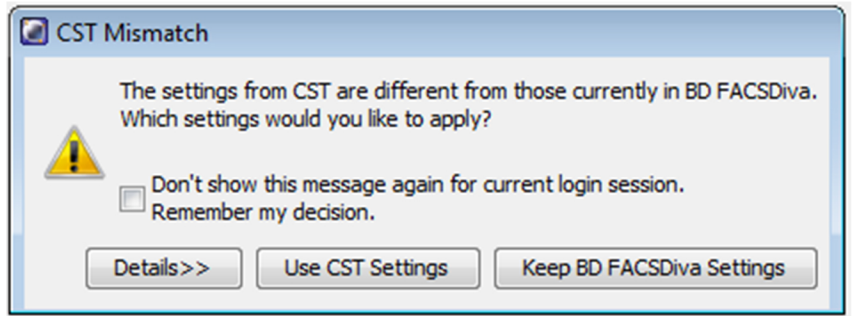 CST Mismatch
The settings from CST are different from those currently in BD FACSDiva.
Which settings would you like to apply?
Don't show this message again for current login session.
Remember my decision.
Details>> Use CST Settings Keep BD FACSDiva Settings